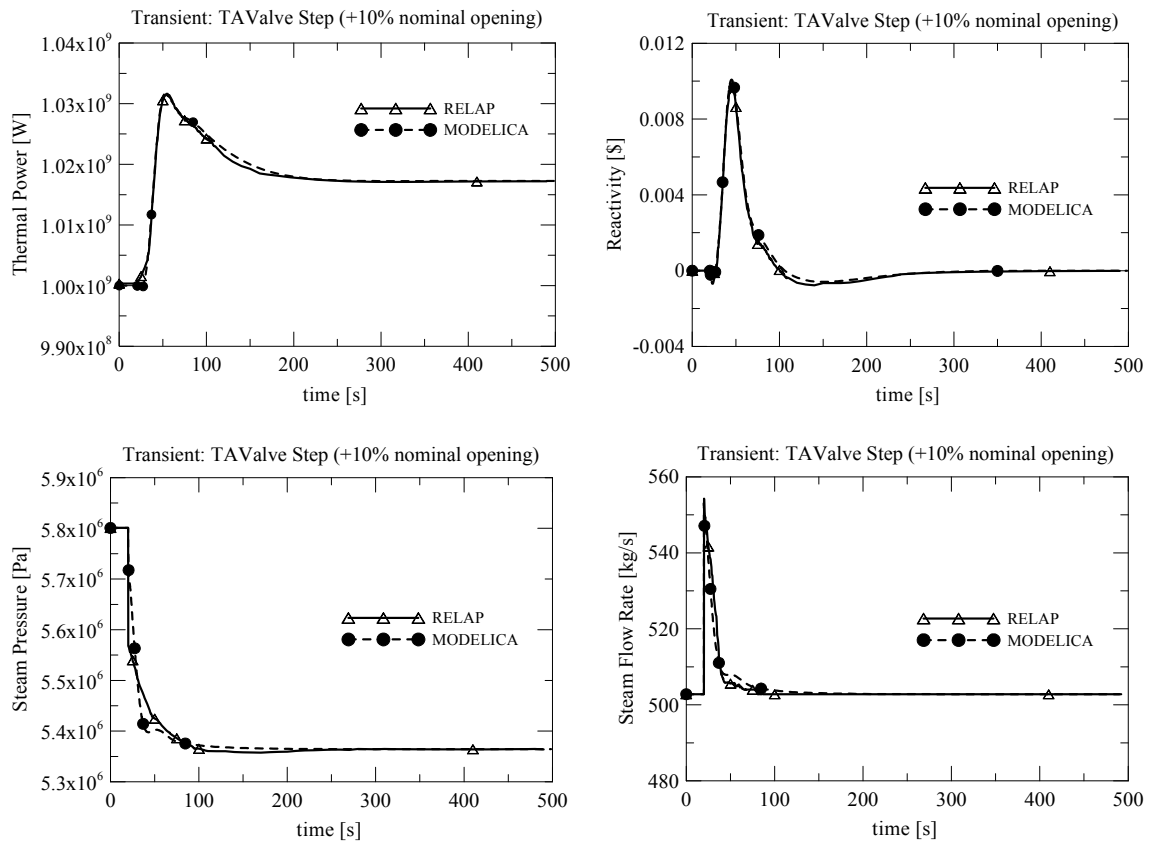 Transient: TAValve Step (+10% nominal opening)
1.04x10⁹
1.03x10⁹
1.02x10⁹
1.01x10⁹
1.00x10⁹
9.90x10⁸
Thermal Power [W]
RELAP
MODELICA
0 100 200 300 400 500
time [s]
Transient: TAValve Step (+10% nominal opening)
0.012
0.008
0.004
0
-0.004
Reactivity [$]
RELAP
MODELICA
0 100 200 300 400 500
time [s]
Transient: TAValve Step (+10% nominal opening)
5.9x10⁶
5.8x10⁶
5.7x10⁶
5.6x10⁶
5.5x10⁶
5.4x10⁶
5.3x10⁶
Steam Pressure [Pa]
RELAP
MODELICA
0 100 200 300 400 500
time [s]
Transient: TAValve Step (+10% nominal opening)
560
540
520
500
480
Steam Flow Rate [kg/s]
RELAP
MODELICA
0 100 200 300 400 500
time [s]